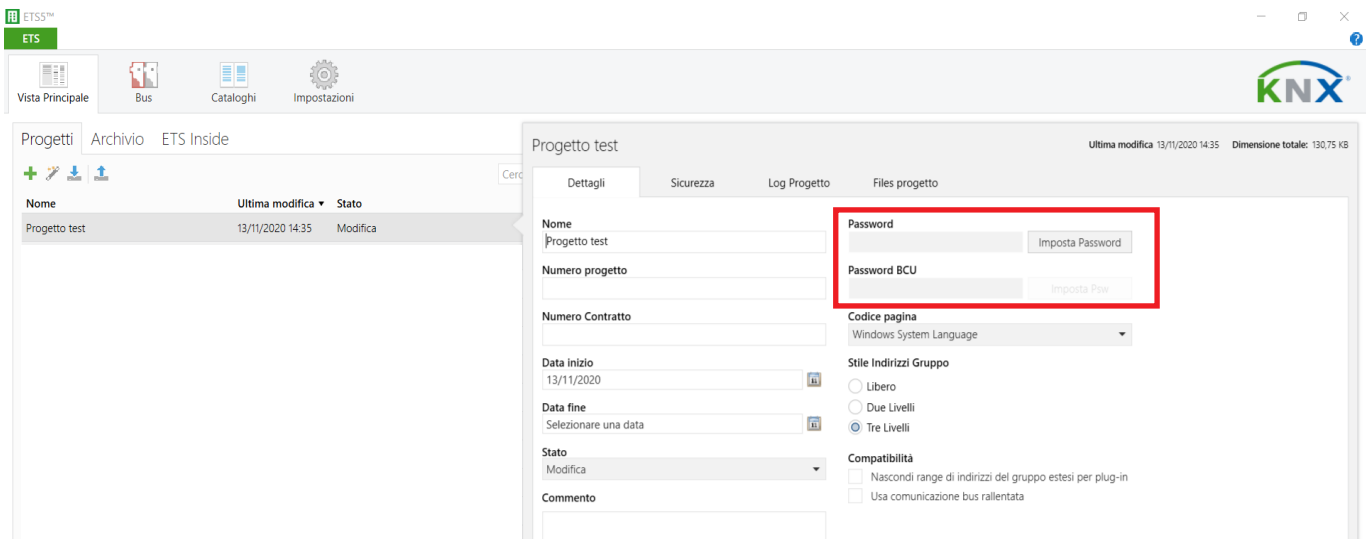 ETS5™
ETS
Vista Principale Bus Cataloghi Impostazioni
KNX
Progetti Archivio ETS Inside
Nome Ultima modifica Stato
Progetto test 13/11/2020 14:35 Modifica
Progetto test Ultima modifica 13/11/2020 14:35 Dimensione totale: 130,75 KB
Dettagli Sicurezza Log Progetto Files progetto
Nome
Progetto test
Numero progetto
Numero Contratto
Data inizio
13/11/2020
Data fine
Selezionare una data
Stato
Modifica
Commento
Password
Imposta Password
Password BCU
Imposta Psw
Codice pagina
Windows System Language
Stile Indirizzi Gruppo
Libero
Due Livelli
Tre Livelli
Compatibilità
Nascondi range di indirizzi del gruppo estesi per plug-in
Usa comunicazione bus rallentata